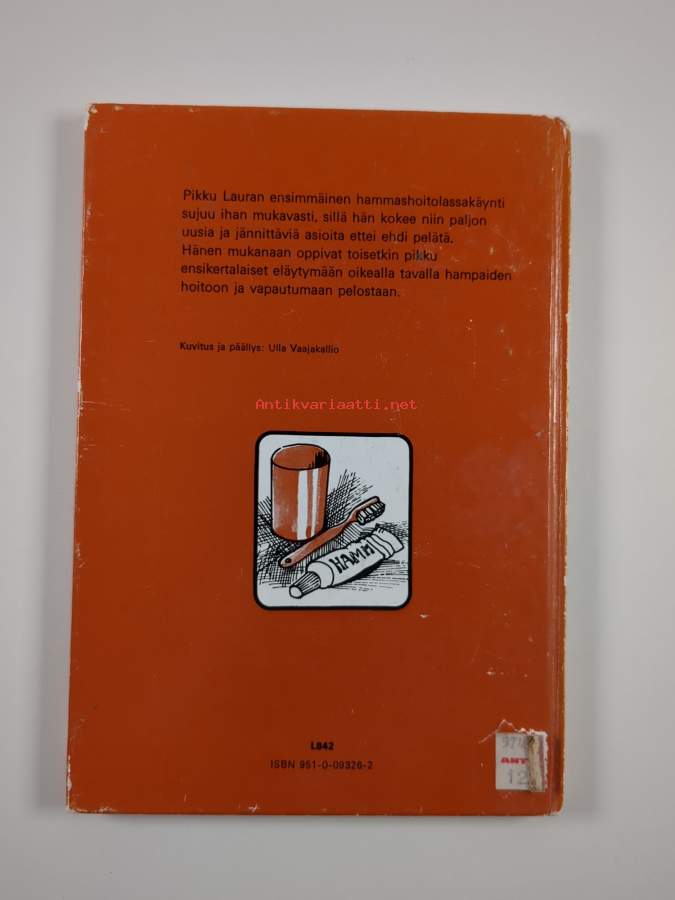 Pikku Lauran ensimmäinen hammashoitolassakäynti
sujuu ihan mukavasti, sillä hän kokee niin paljon
uusia ja jännittäviä asioita ettei ehdi pelätä.
Hänen mukanaan oppivat toisetkin pikku
ensikertalaiset eläytymään oikealla tavalla hampaiden
hoitoon ja vapautumaan pelostaan.
Kuvitus ja päällys: Ulla Vaajakallio
Antikvariaatti.net
HAMM
L842
ISBN 951-0-09326-2
12